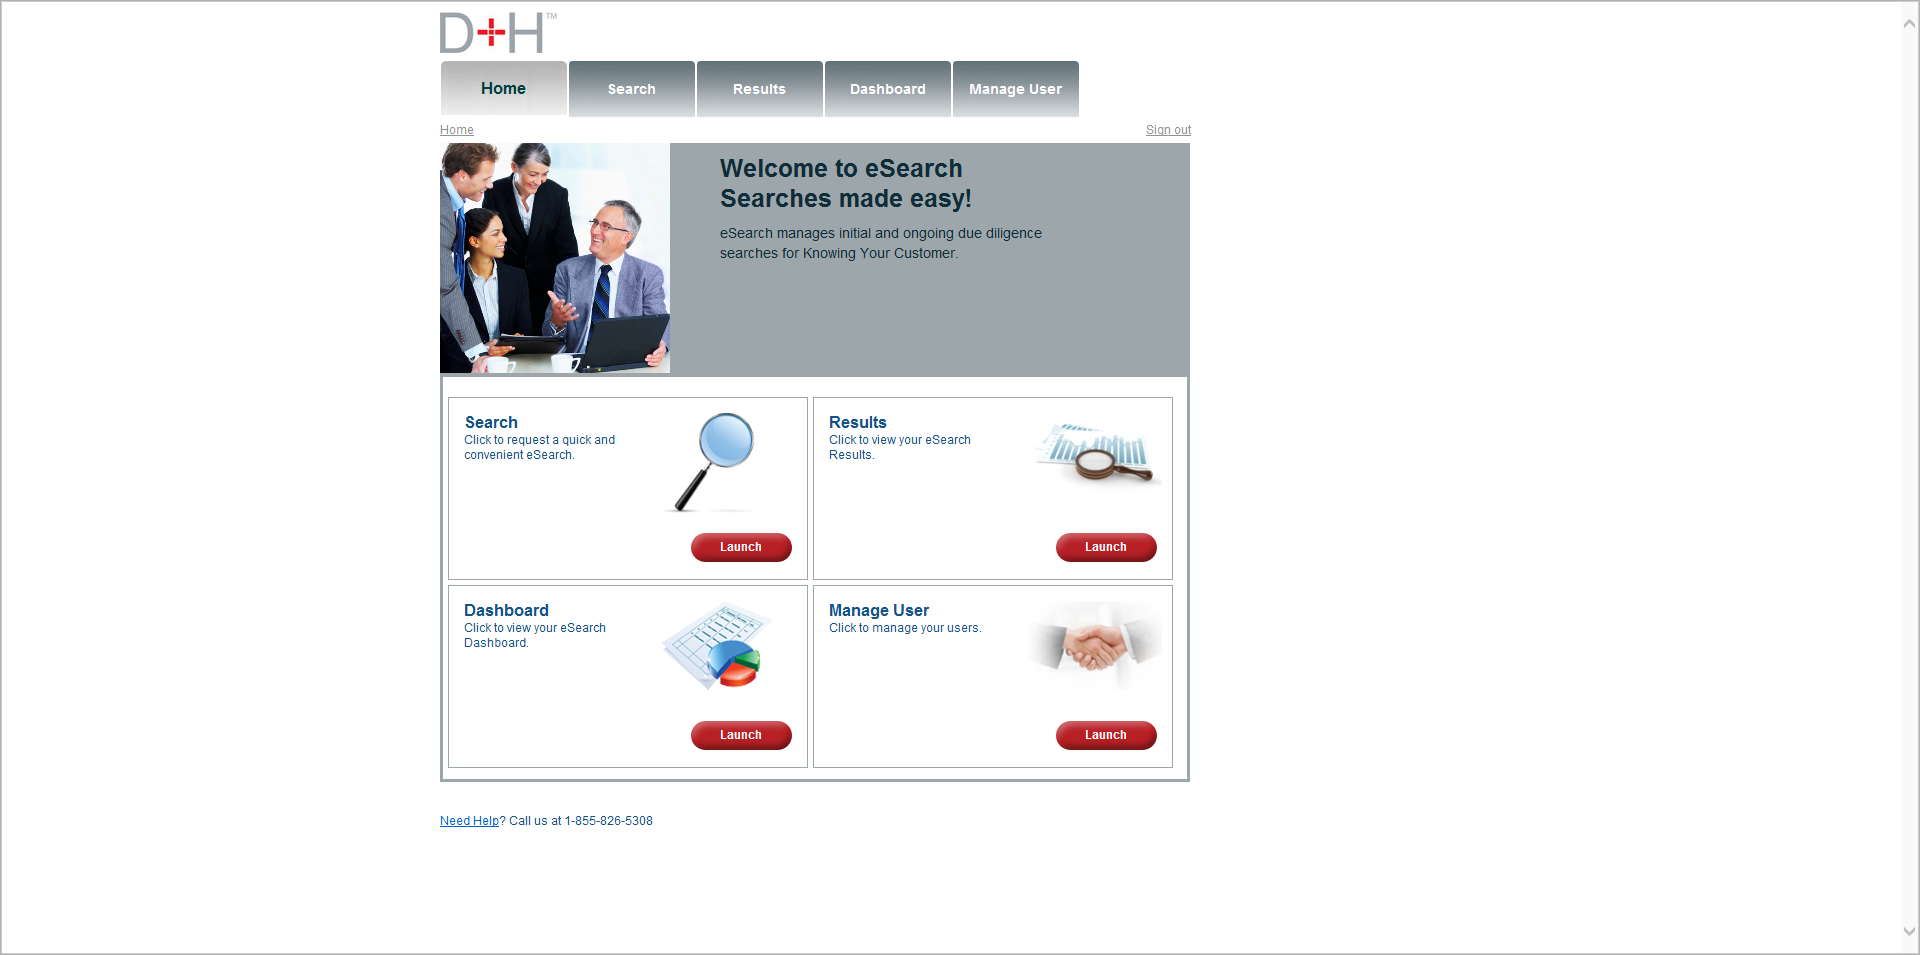 D+H™
Home
Search
Results
Dashboard
Manage User
Home
Sign out
Welcome to eSearch
Searches made easy!
eSearch manages initial and ongoing due diligence
searches for Knowing Your Customer.
Search
Click to request a quick and
convenient eSearch.
Launch
Results
Click to view your eSearch
Results.
Launch
Dashboard
Click to view your eSearch
Dashboard.
Launch
Manage User
Click to manage your users.
Launch
Need Help? Call us at 1-855-826-5308